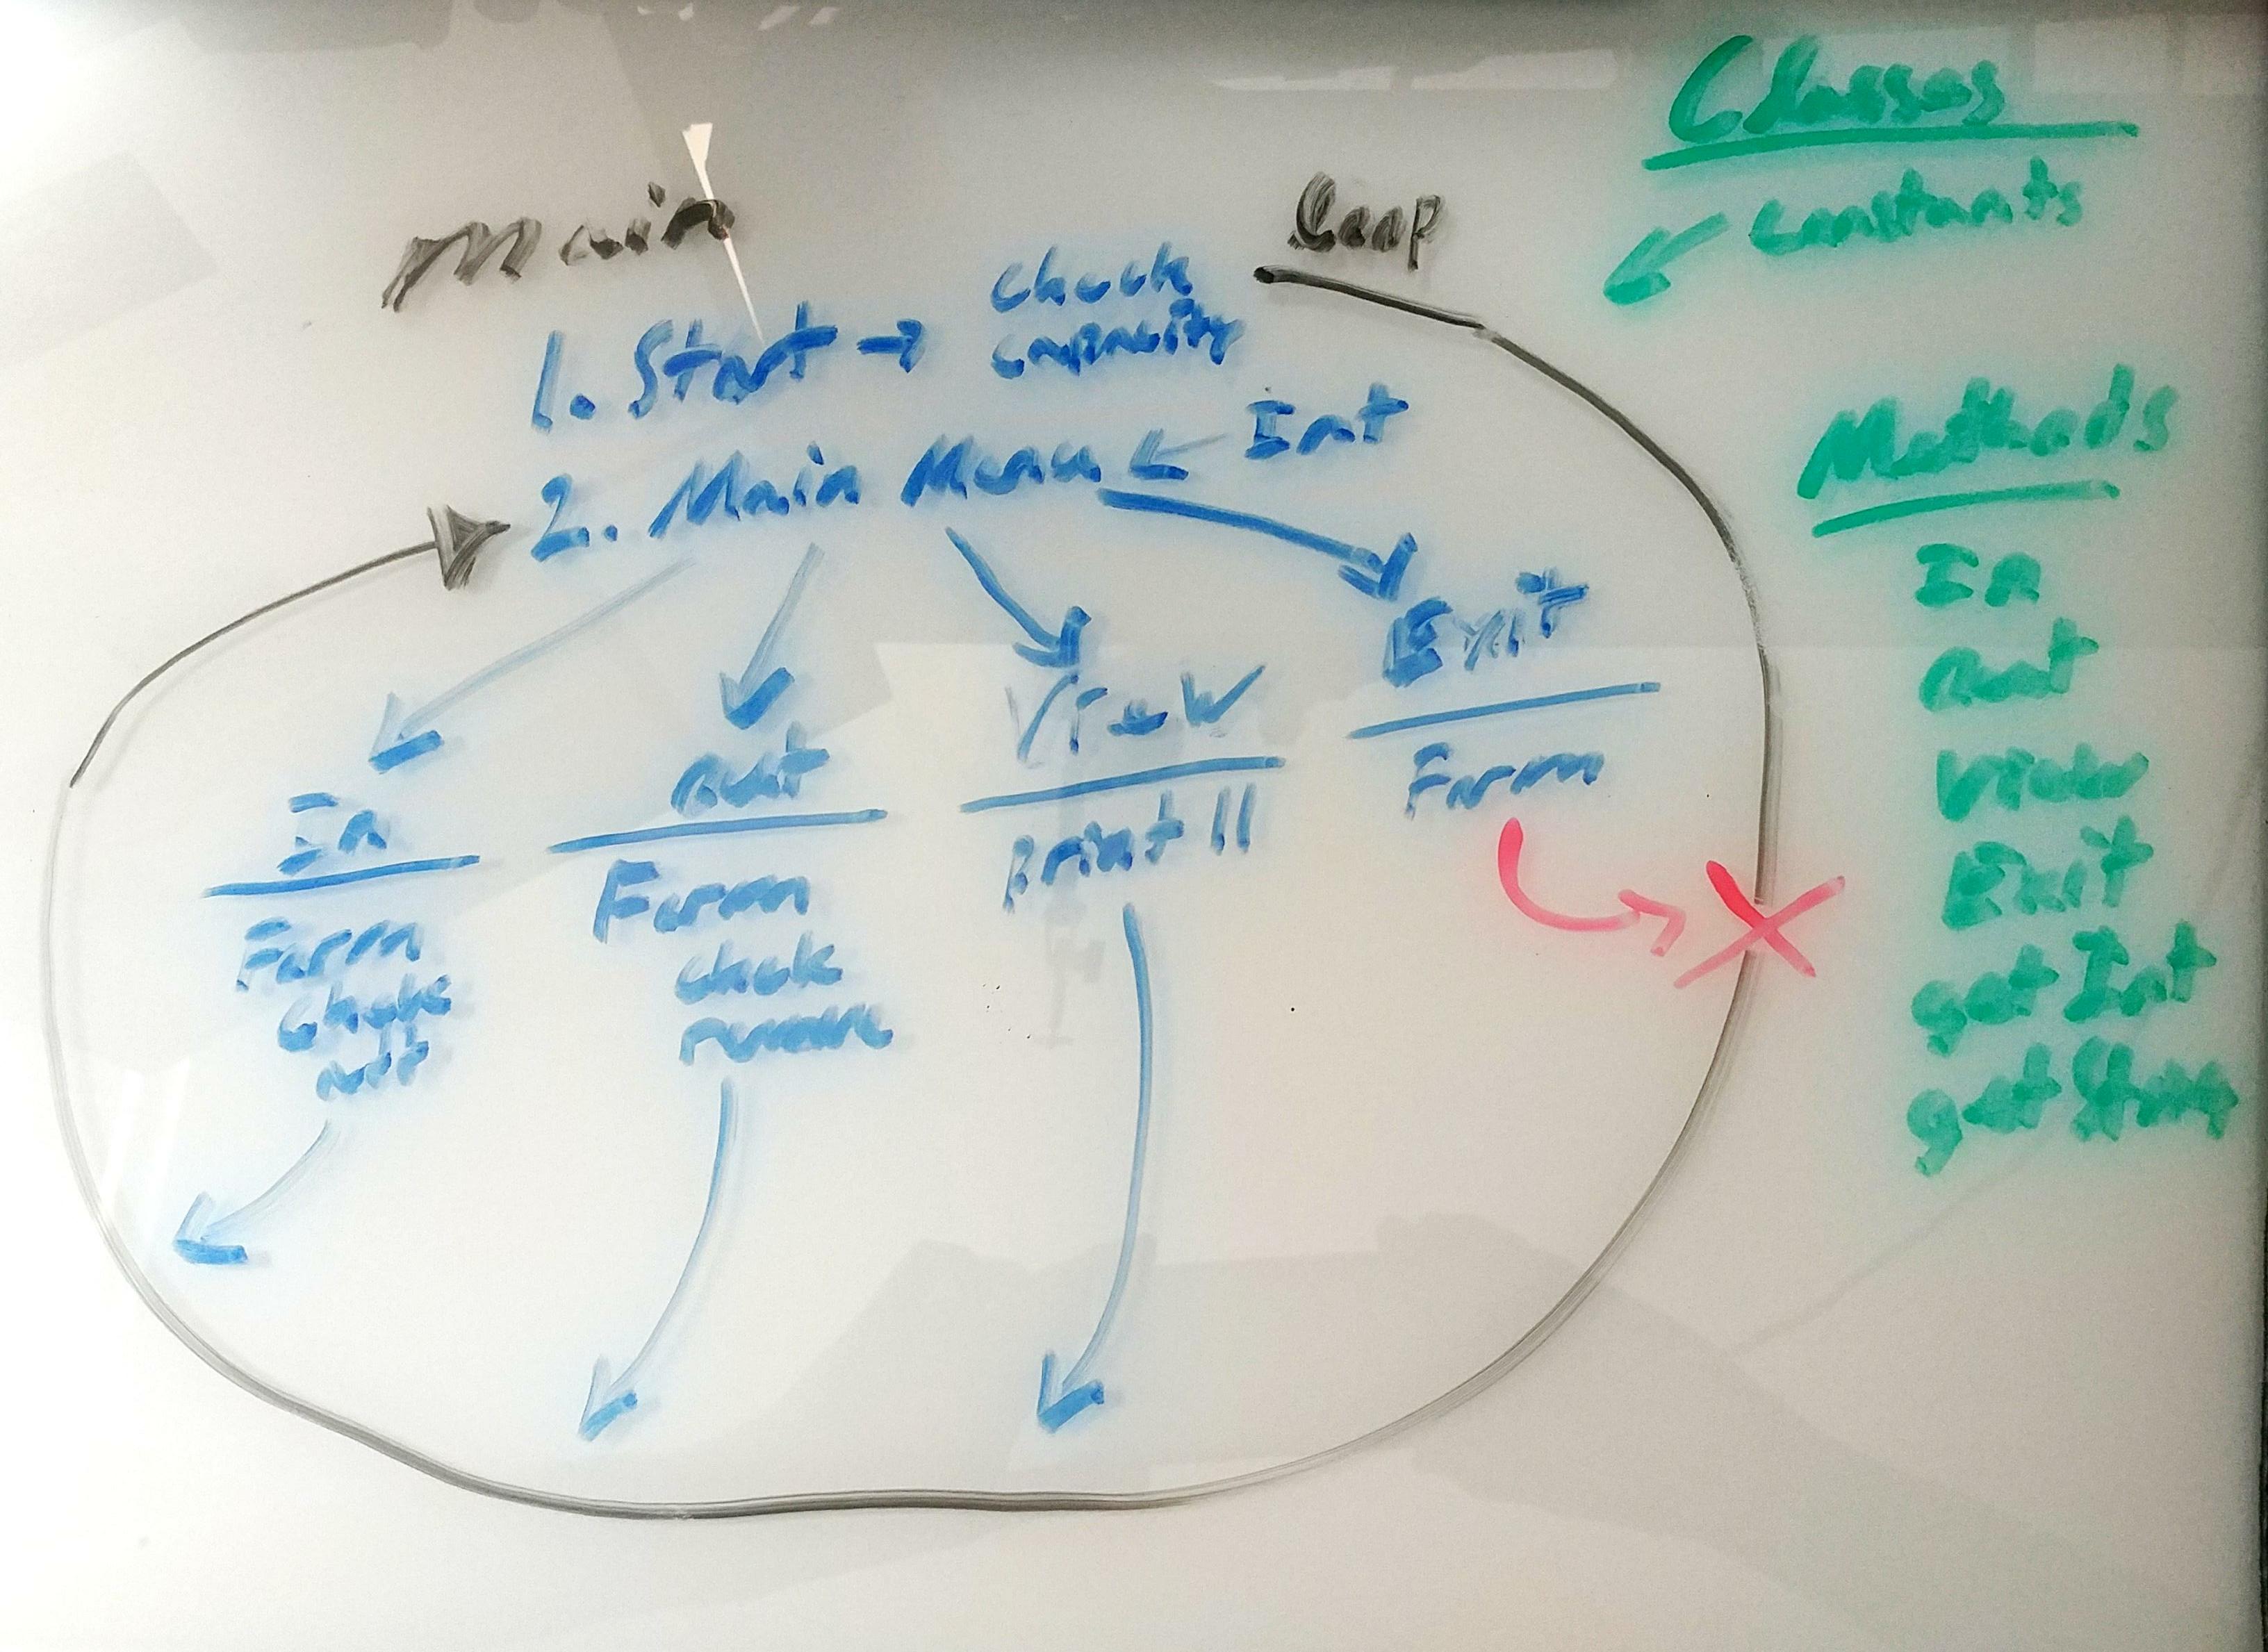 Main
Loop
1. Start → Check
capacity
2. Main Menu ← Int
In
Form
Check
Out
Form
check
remove
View
Print ll
Exit
Form
X
Classes
Constants
Methods
In
Out
View
Exit
get Int
get String